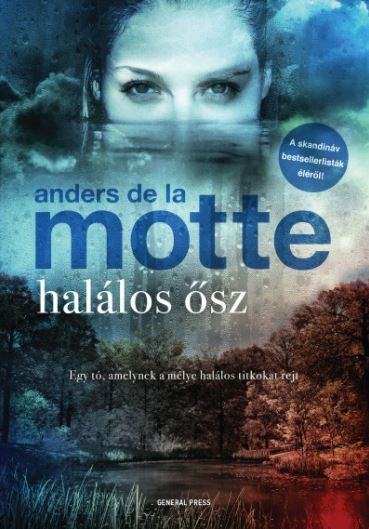 A skandináv
bestsellerlisták
éléről!
anders de la
motte
halálos ősz
Egy tó, amelynek a mélye halálos titkokat rejt
GENERAL PRESS